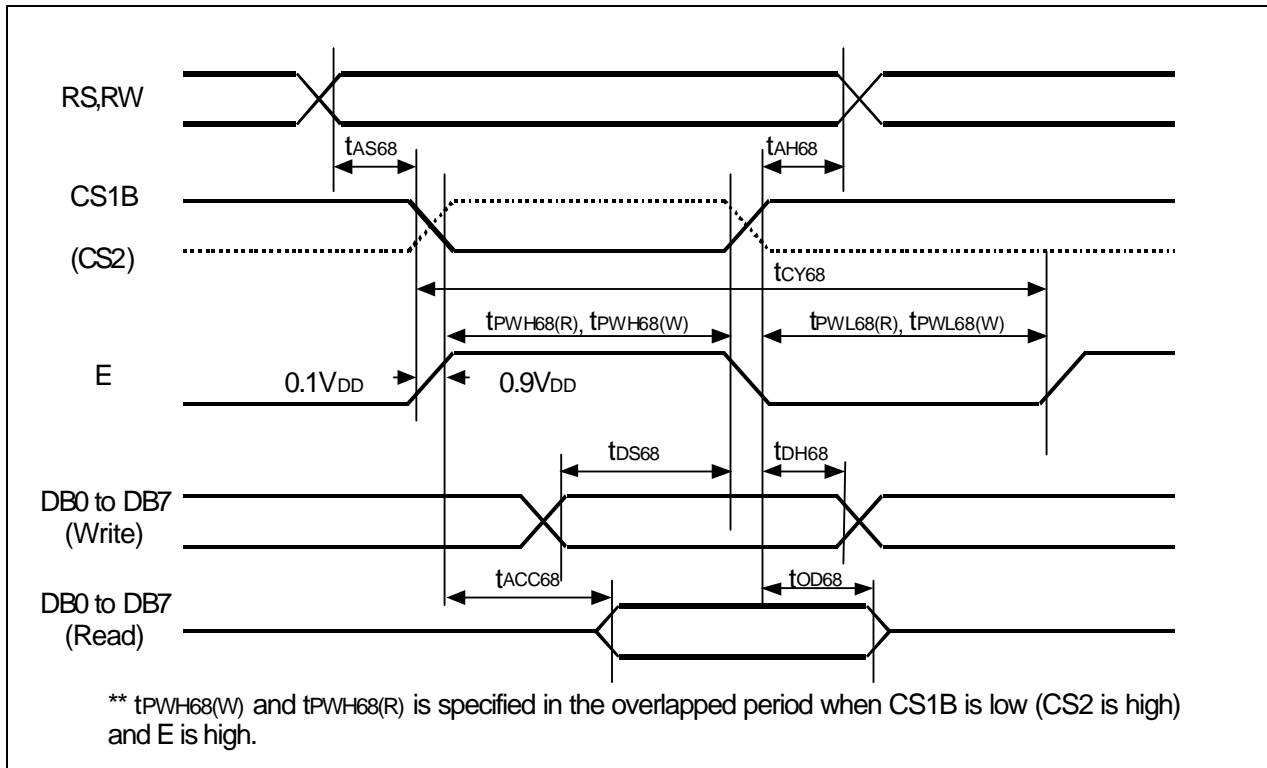 RS,RW
tAS68
tAH68
CS1B
(CS2)
tCY68
tPWH68(R), tPWH68(W)
tPWL68(R), tPWL68(W)
E
0.1VDD
0.9VDD
tDS68
tDH68
DB0 to DB7
(Write)
tACC68
tOD68
DB0 to DB7
(Read)
** tPWH68(W) and tPWH68(R) is specified in the overlapped period when CS1B is low (CS2 is high)
and E is high.